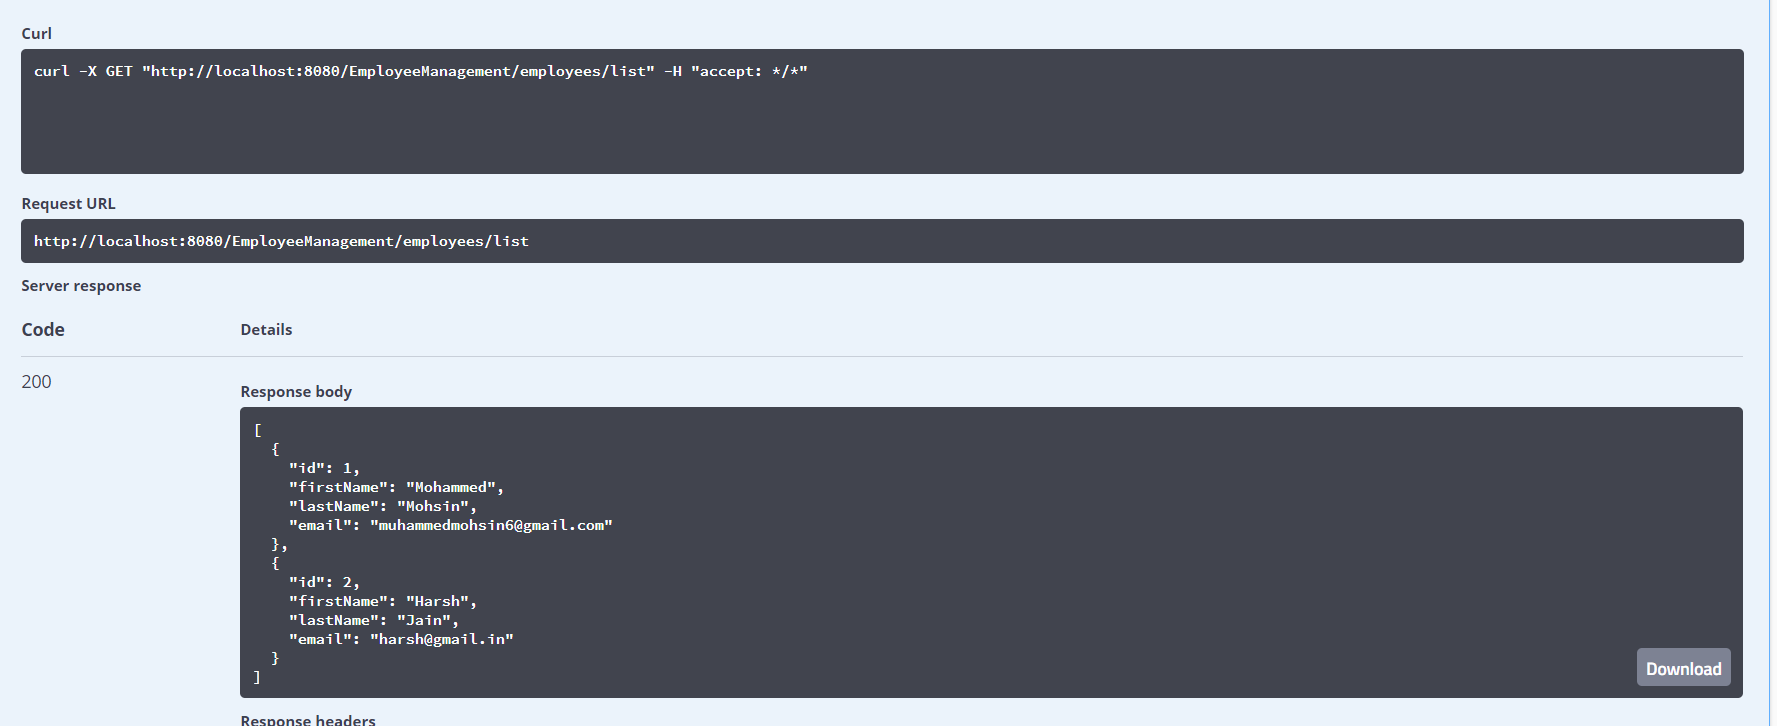 Curl
curl -X GET "http://localhost:8080/EmployeeManagement/employees/list" -H "accept: */*"
Request URL
http://localhost:8080/EmployeeManagement/employees/list
Server response
Code Details
200
Response body
[
  {
    "id": 1,
    "firstName": "Mohammed",
    "lastName": "Mohsin",
    "email": "muhammedmohsin6@gmail.com"
  },
  {
    "id": 2,
    "firstName": "Harsh",
    "lastName": "Jain",
    "email": "harsh@gmail.in"
  }
]
Download
Response headers